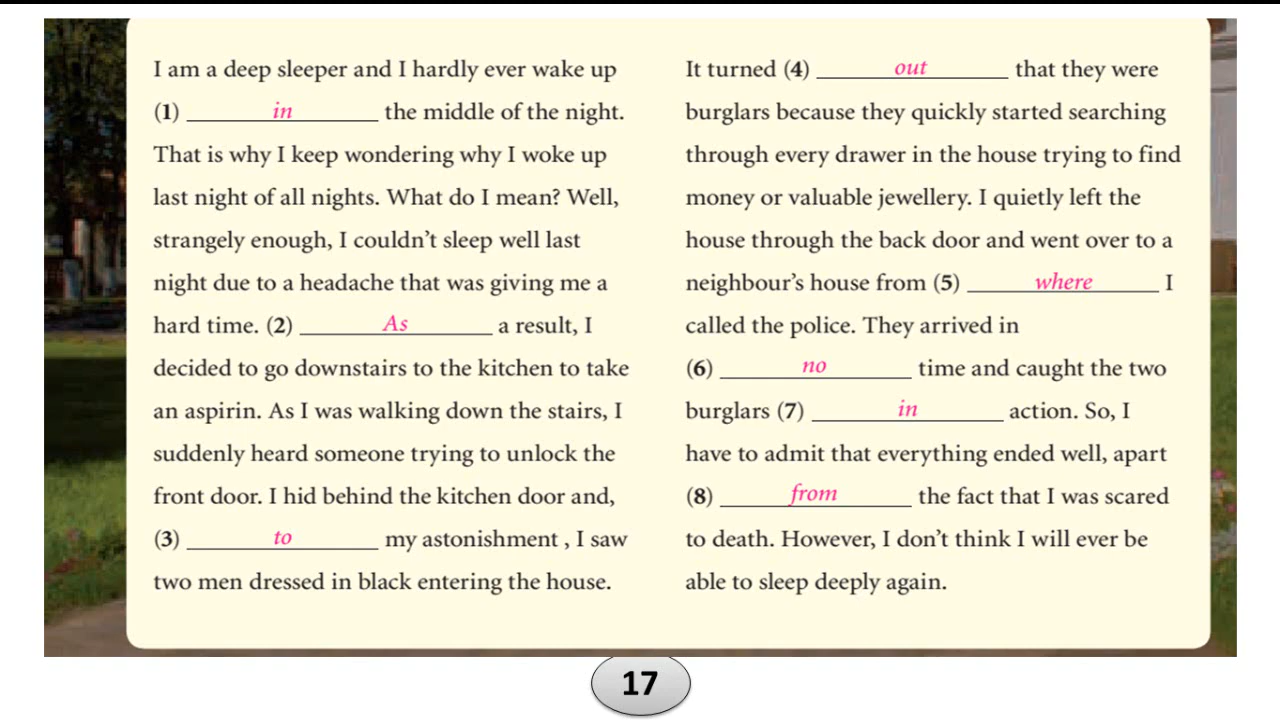 I am a deep sleeper and I hardly ever wake up
(1) in the middle of the night.
That is why I keep wondering why I woke up
last night of all nights. What do I mean? Well,
strangely enough, I couldn't sleep well last
night due to a headache that was giving me a
hard time. (2) As a result, I
decided to go downstairs to the kitchen to take
an aspirin. As I was walking down the stairs, I
suddenly heard someone trying to unlock the
front door. I hid behind the kitchen door and,
(3) to my astonishment , I saw
two men dressed in black entering the house.
It turned (4) out that they were
burglars because they quickly started searching
through every drawer in the house trying to find
money or valuable jewellery. I quietly left the
house through the back door and went over to a
neighbour's house from (5) where I
called the police. They arrived in
(6) no time and caught the two
burglars (7) in action. So, I
have to admit that everything ended well, apart
(8) from the fact that I was scared
to death. However, I don't think I will ever be
able to sleep deeply again.
17